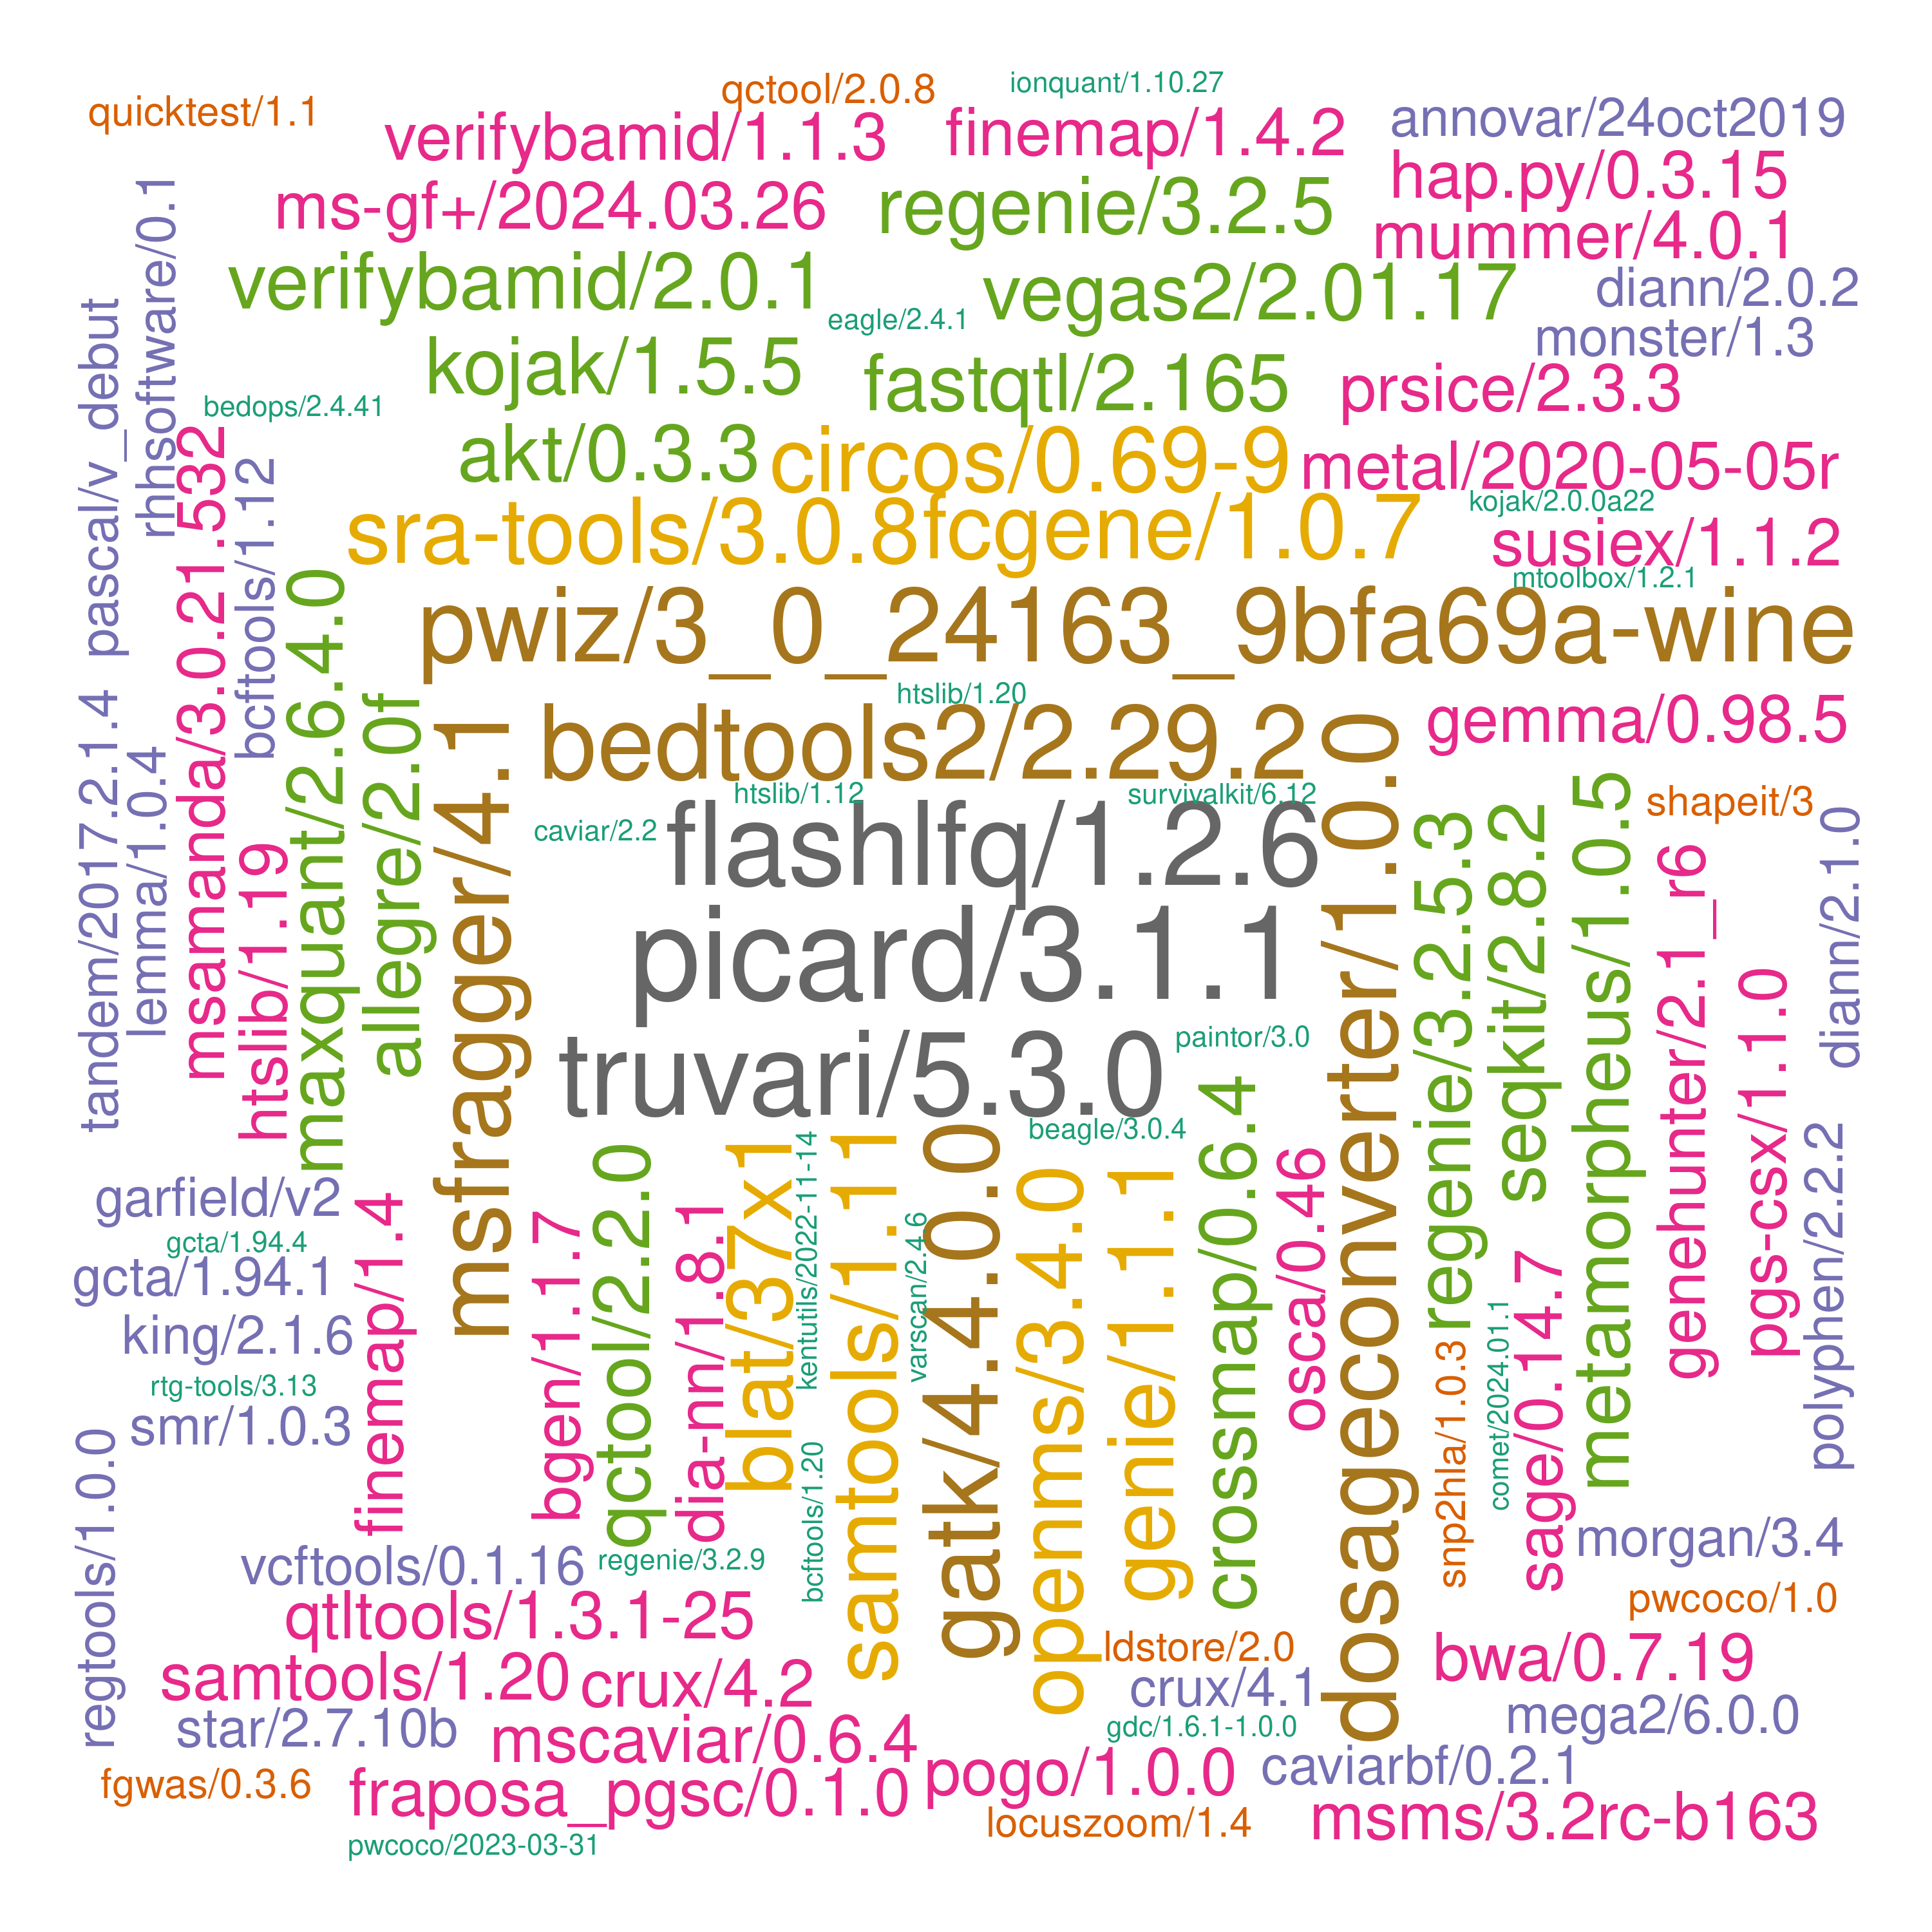 ionquant/1.10.27
qctool/2.0.8
quicktest/1.1
annovar/24oct2019
verifybamid/1.1.3
finemap/1.4.2
hap.py/0.3.15
ms-gf+/2024.03.26
regenie/3.2.5
mummer/4.0.1
rhhsoftware/0.1
verifybamid/2.0.1
vegas2/2.01.17
diann/2.0.2
eagle/2.4.1
monster/1.3
pascal/v_debut
kojak/1.5.5
fastqtl/2.165
prsice/2.3.3
bedops/2.4.41
akt/0.3.3
circos/0.69-9
metal/2020-05-05r
kojak/2.0.0a22
msamanda/3.0.21.532
bcftools/1.12
sra-tools/3.0.8
fcgene/1.0.7
susiex/1.1.2
mtoolbox/1.2.1
maxquant/2.6.4.0
pwiz/3_0_24163_9bfa69a-wine
htslib/1.20
tandem/2017.2.1.4
allegre/2.0f
msfragger/4.1
bedtools2/2.29.2
dosageconverter/1.0.0
gemma/0.98.5
lemma/1.0.4
htslib/1.12
survivalkit/6.12
caviar/2.2
flashlfq/1.2.6
regenie/3.2.5.3
seqkit/2.8.2
metamorpheus/1.0.5
shapeit/3
diann/2.1.0
htslib/1.19
genehunter/2.1_r6
picard/3.1.1
pgs-csx/1.1.0
truvari/5.3.0
paintor/3.0
crossmap/0.6.4
beagle/3.0.4
polyphen/2.2.2
garfield/v2
finemap/1.4
bgen/1.1.7
qctool/2.2.0
dia-nn/1.8.1
blat/37x1
kentutils/2022-11-14
samtools/1.11
varscan/2.4.6
gatk/4.4.0.0
openms/3.4.0
genie/1.1.1
osca/0.46
gcta/1.94.4
gcta/1.94.1
king/2.1.6
snp2hla/1.0.3
comet/2024.01.1
sage/0.14.7
rtg-tools/3.13
smr/1.0.3
regtools/1.0.0
bcftools/1.20
vcftools/0.1.16
regenie/3.2.9
morgan/3.4
pwcoco/1.0
qtltools/1.3.1-25
ldstore/2.0
bwa/0.7.19
samtools/1.20
crux/4.2
crux/4.1
star/2.7.10b
mscaviar/0.6.4
gdc/1.6.1-1.0.0
mega2/6.0.0
fgwas/0.3.6
fraposa_pgsc/0.1.0
pogo/1.0.0
caviarbf/0.2.1
locuszoom/1.4
msms/3.2rc-b163
pwcoco/2023-03-31